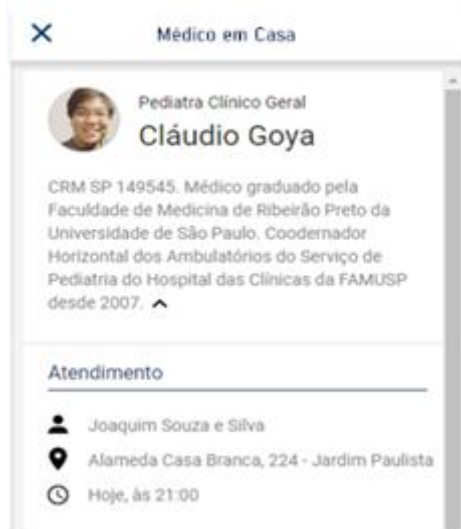 Médico em Casa
Pediatra Clínico Geral
Cláudio Goya
CRM SP 149545. Médico graduado pela
Faculdade de Medicina de Ribeirão Preto da
Universidade de São Paulo. Coodernador
Horizontal dos Ambulatórios do Serviço de
Pediatria do Hospital das Clínicas da FAMUSP
desde 2007.
Atendimento
Joaquim Souza e Silva
Alameda Casa Branca, 224 - Jardim Paulista
Hoje, às 21:00